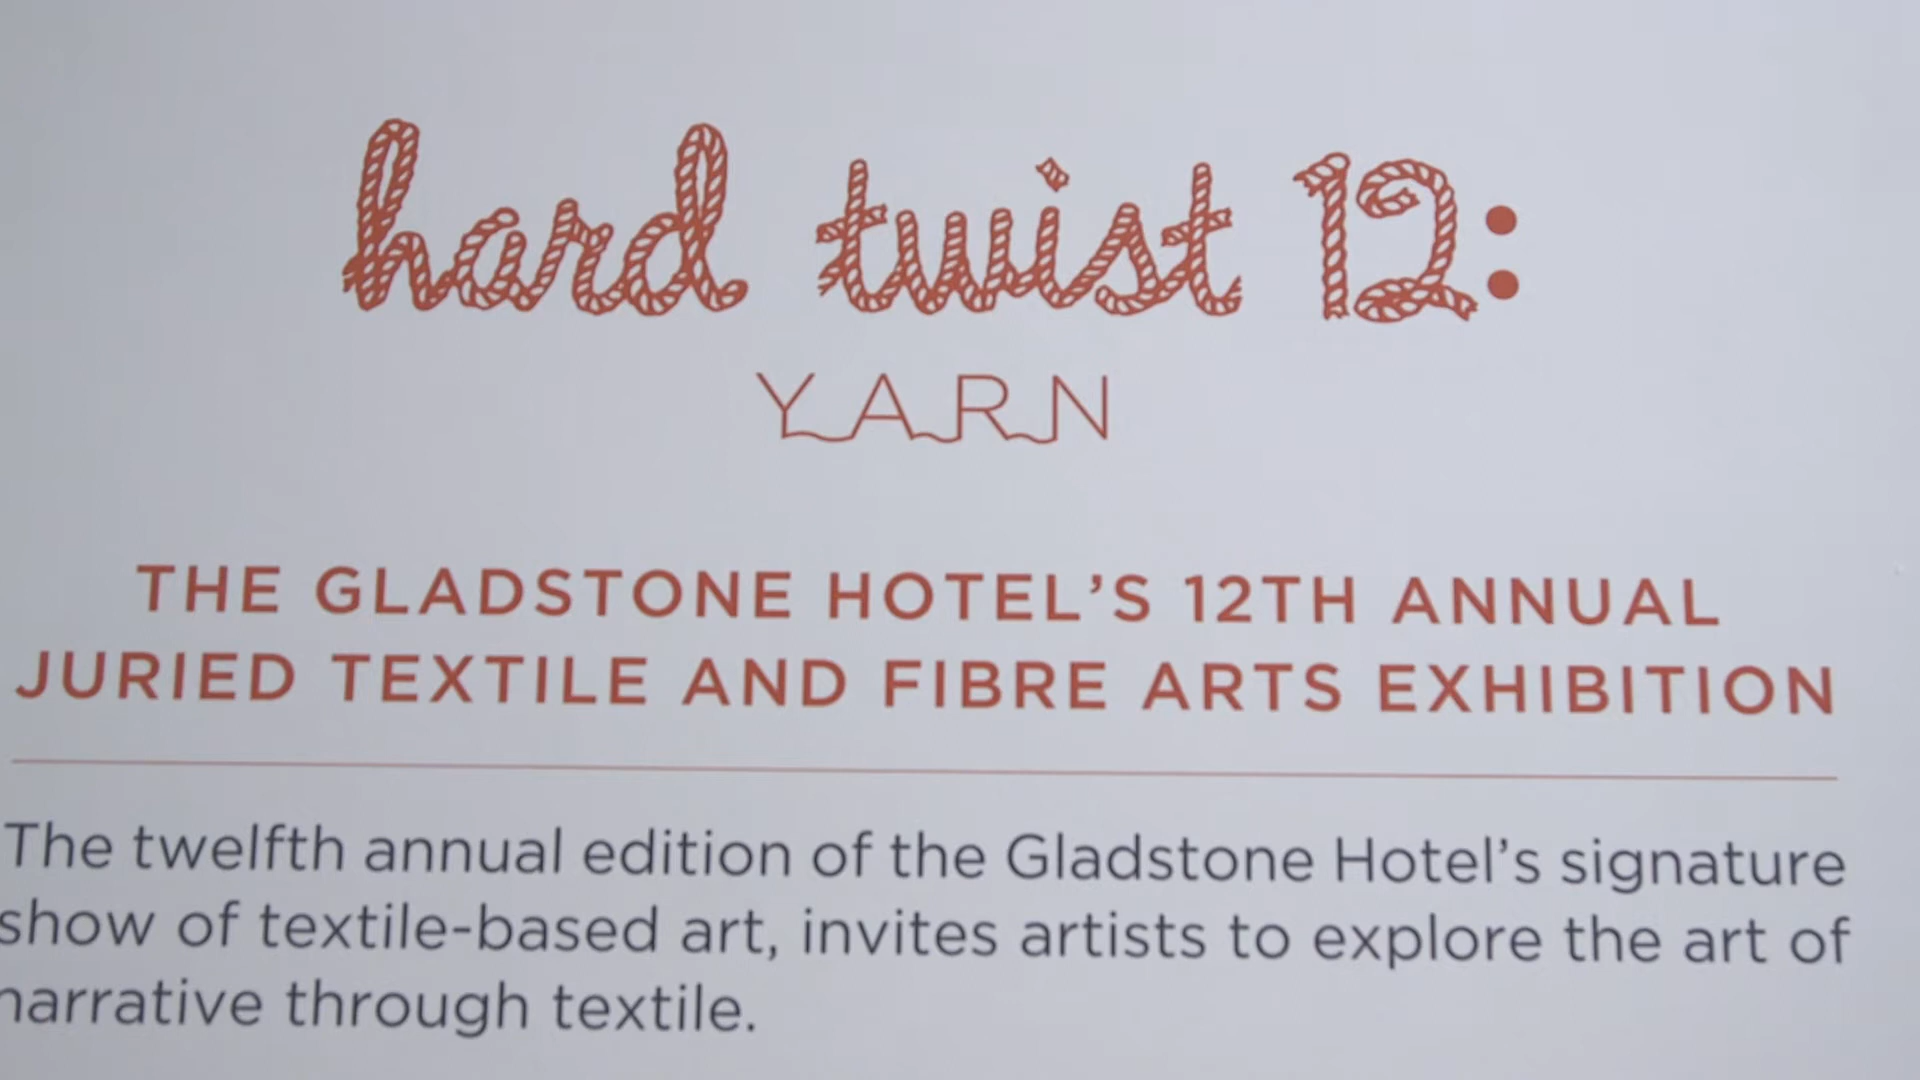 hard twist 12:
YARN
THE GLADSTONE HOTEL’S 12TH ANNUAL
JURIED TEXTILE AND FIBRE ARTS EXHIBITION
The twelfth annual edition of the Gladstone Hotel’s signature
show of textile-based art, invites artists to explore the art of
narrative through textile.